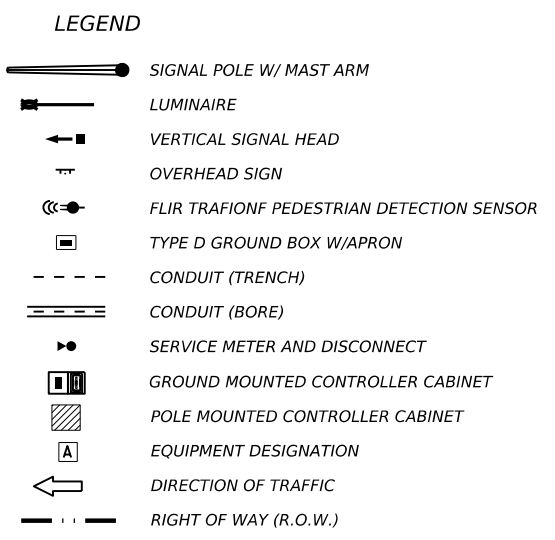 LEGEND
SIGNAL POLE W/ MAST ARM
LUMINAIRE
VERTICAL SIGNAL HEAD
OVERHEAD SIGN
FLIR TRAFIONF PEDESTRIAN DETECTION SENSOR
TYPE D GROUND BOX W/APRON
CONDUIT (TRENCH)
CONDUIT (BORE)
SERVICE METER AND DISCONNECT
GROUND MOUNTED CONTROLLER CABINET
POLE MOUNTED CONTROLLER CABINET
A EQUIPMENT DESIGNATION
DIRECTION OF TRAFFIC
RIGHT OF WAY (R.O.W.)